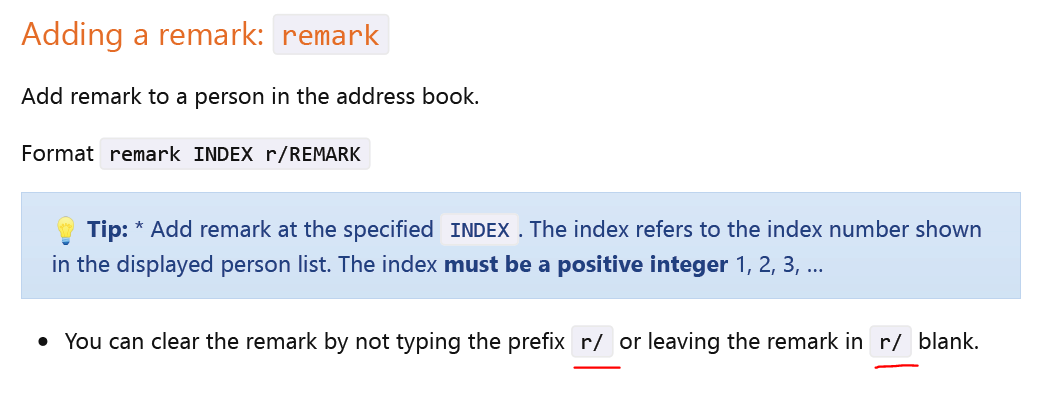 Adding a remark: remark
Add remark to a person in the address book.
Format remark INDEX r/REMARK
💡 Tip: * Add remark at the specified INDEX . The index refers to the index number shown
in the displayed person list. The index must be a positive integer 1, 2, 3, …
• You can clear the remark by not typing the prefix r/ or leaving the remark in r/ blank.